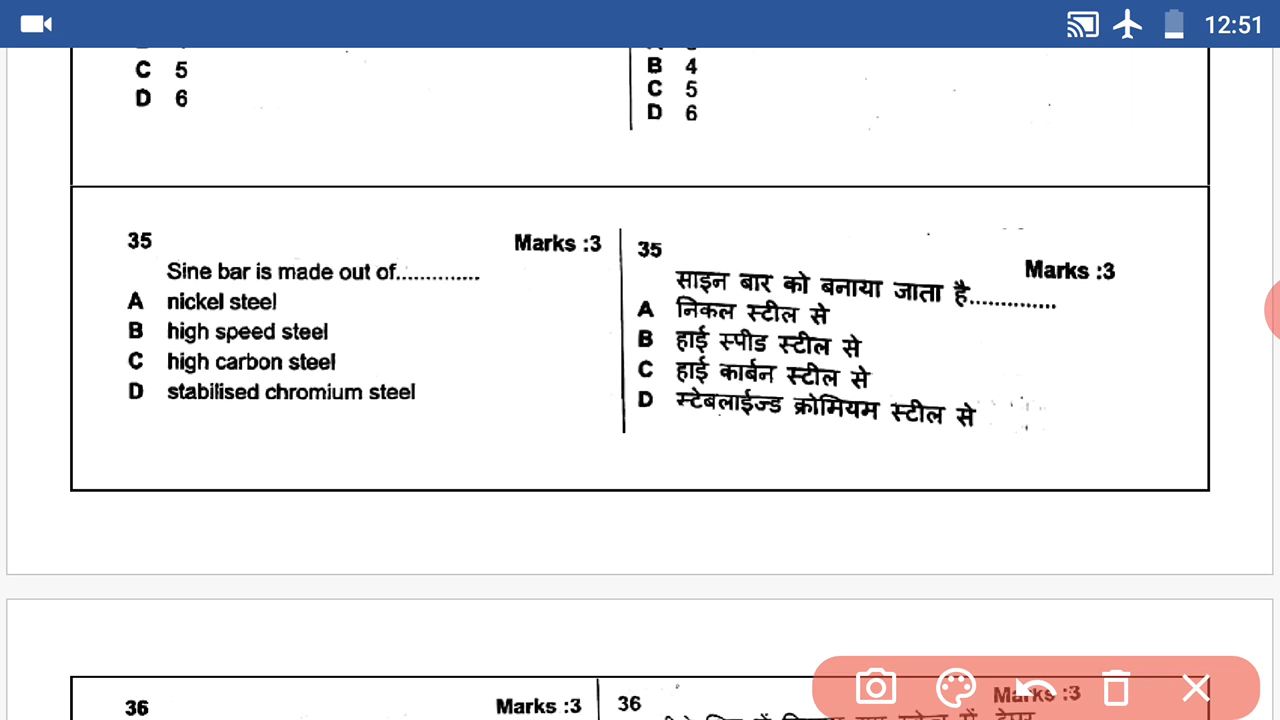 12:51
C 5
D 6
B 4
C 5
D 6
35 Marks :3
Sine bar is made out of.............
A nickel steel
B high speed steel
C high carbon steel
D stabilised chromium steel
35
Marks :3
साइन बार को बनाया जाता है.............
A निकल स्टील से
B हाई स्पीड स्टील से
C हाई कार्बन स्टील से
D स्टेबलाईज्ड क्रोमियम स्टील से
36 Marks :3
36 Marks :3